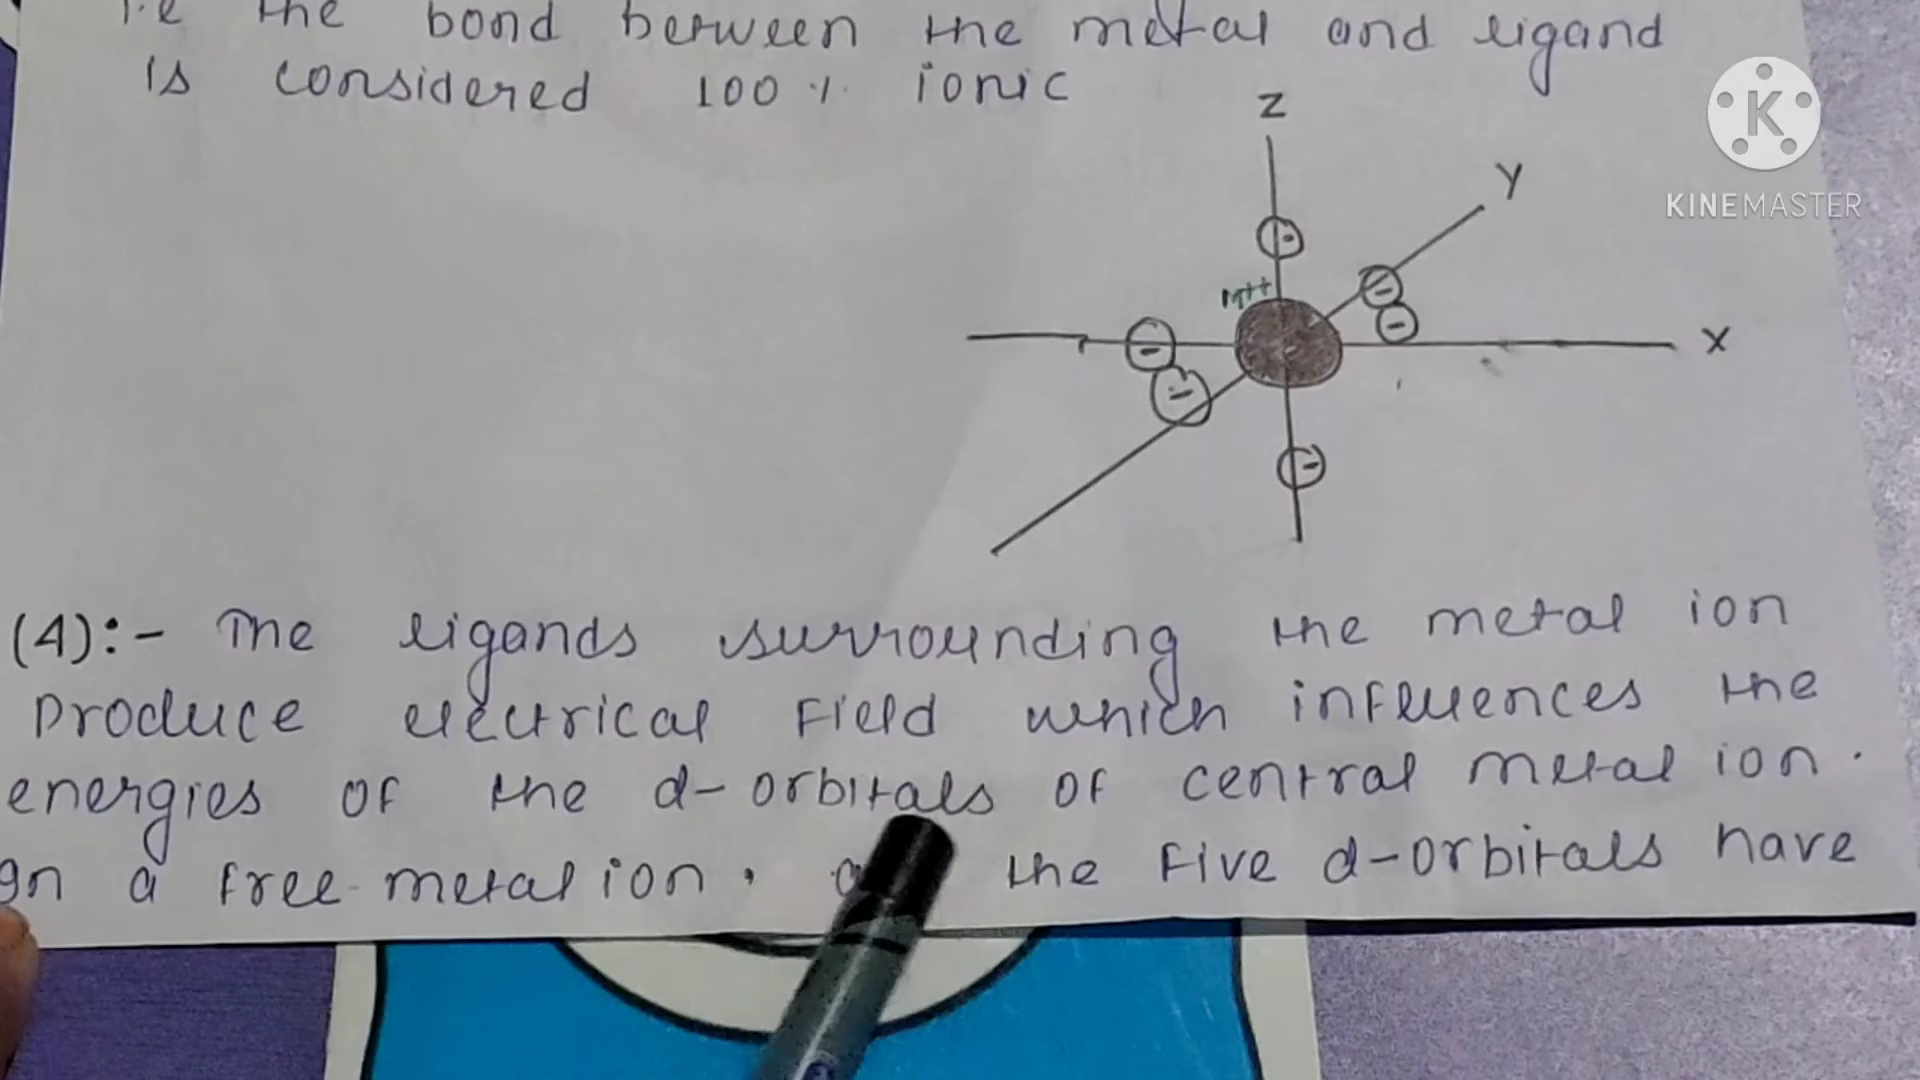 i.e the bond between the metal and ligand
is considered 100% ionic
Z
Y
K
KINEMASTER
M++
X
(4):- The ligands surrounding the metal ion
Produce electrical Field which influences the
energies of the d-orbitals of central metal ion.
In a free metal ion. the Five d-orbitals have